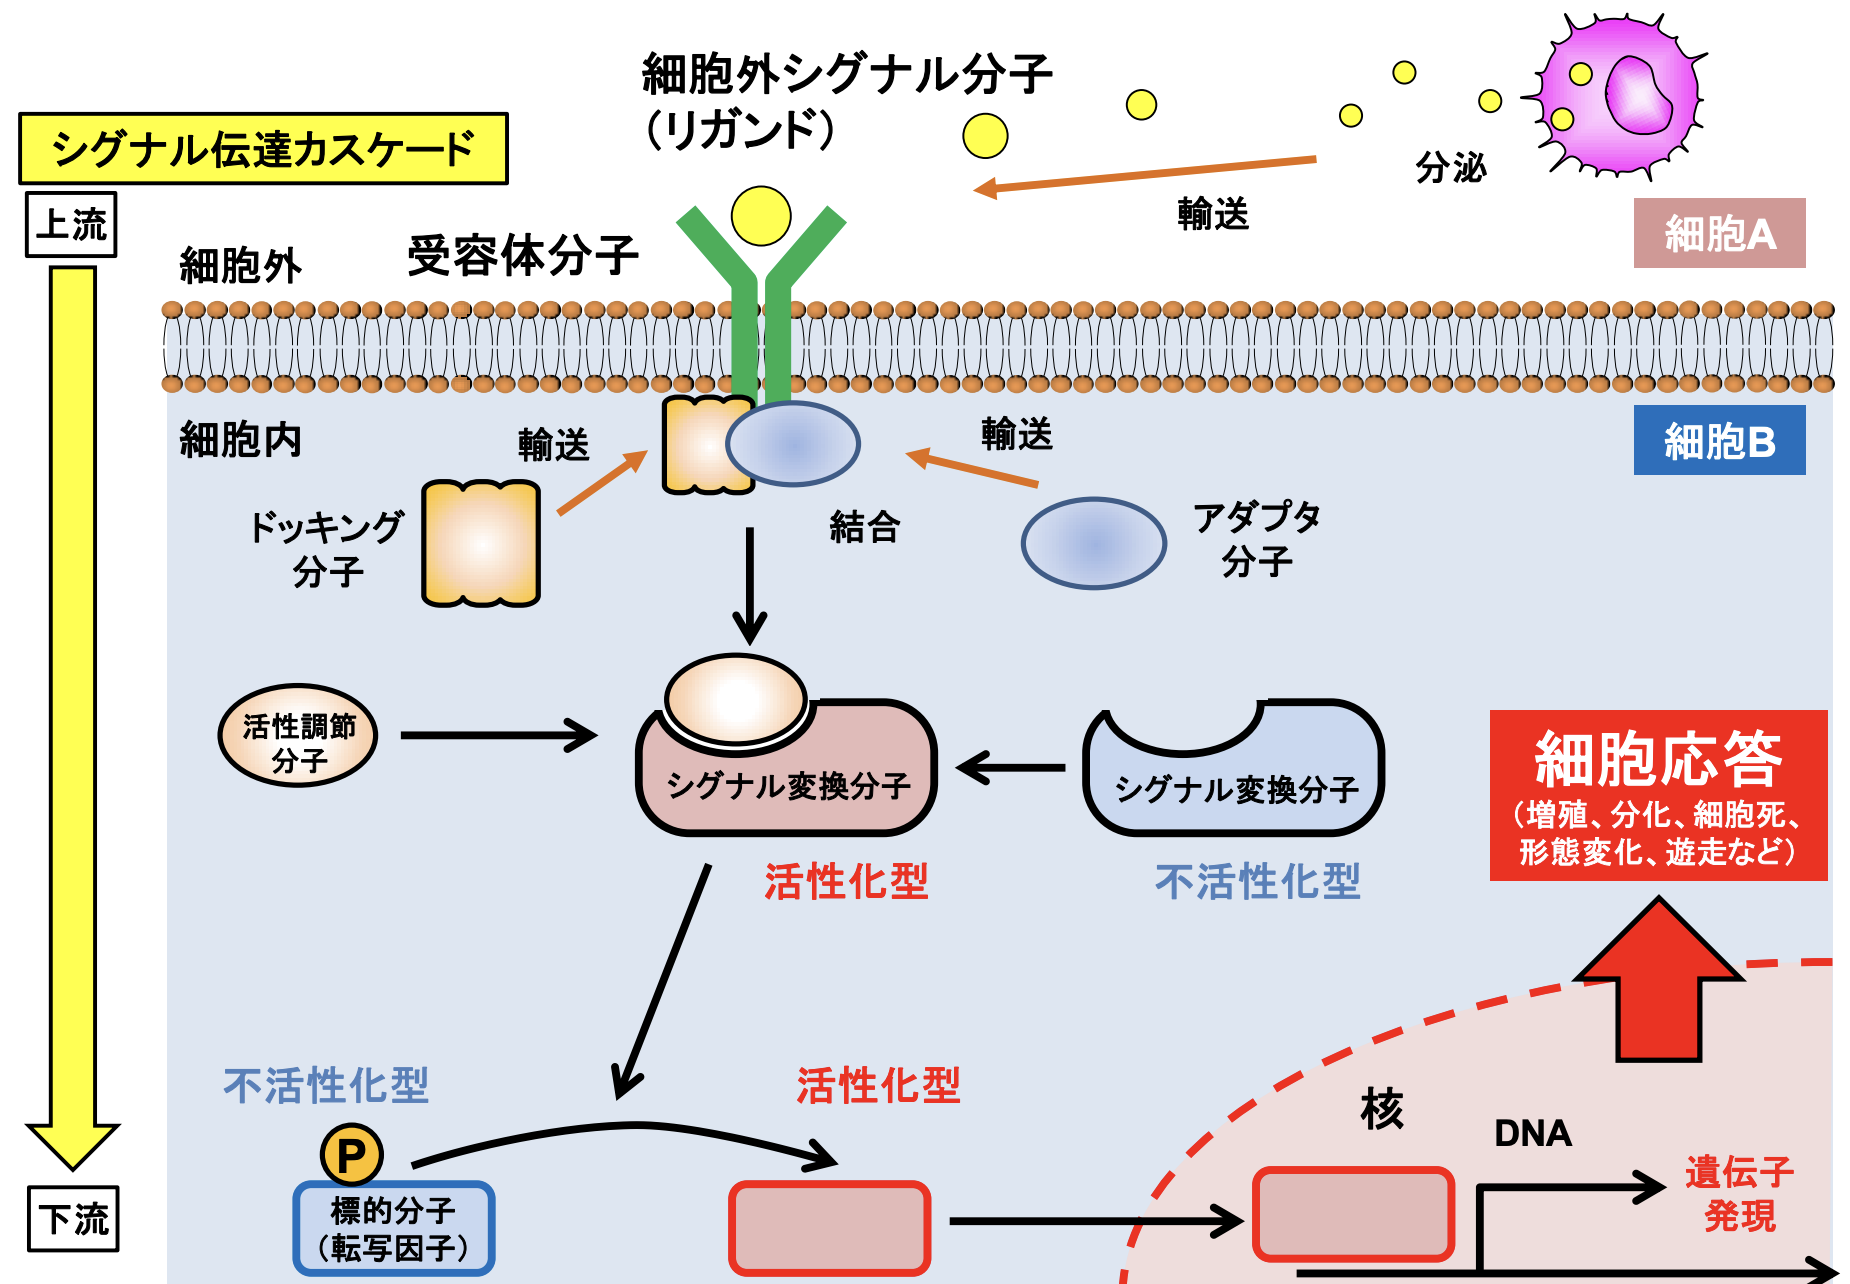 細胞外シグナル分子
（リガンド）
シグナル伝達カスケード
分泌
上流
輸送
細胞A
受容体分子
細胞外
細胞内
輸送
輸送
細胞B
ドッキング
分子
結合
アダプタ
分子
活性調節
分子
シグナル変換分子
シグナル変換分子
細胞応答
（増殖、分化、細胞死、
形態変化、遊走など）
活性化型
不活性化型
不活性化型
活性化型
核
DNA
P
遺伝子
発現
下流
標的分子
（転写因子）